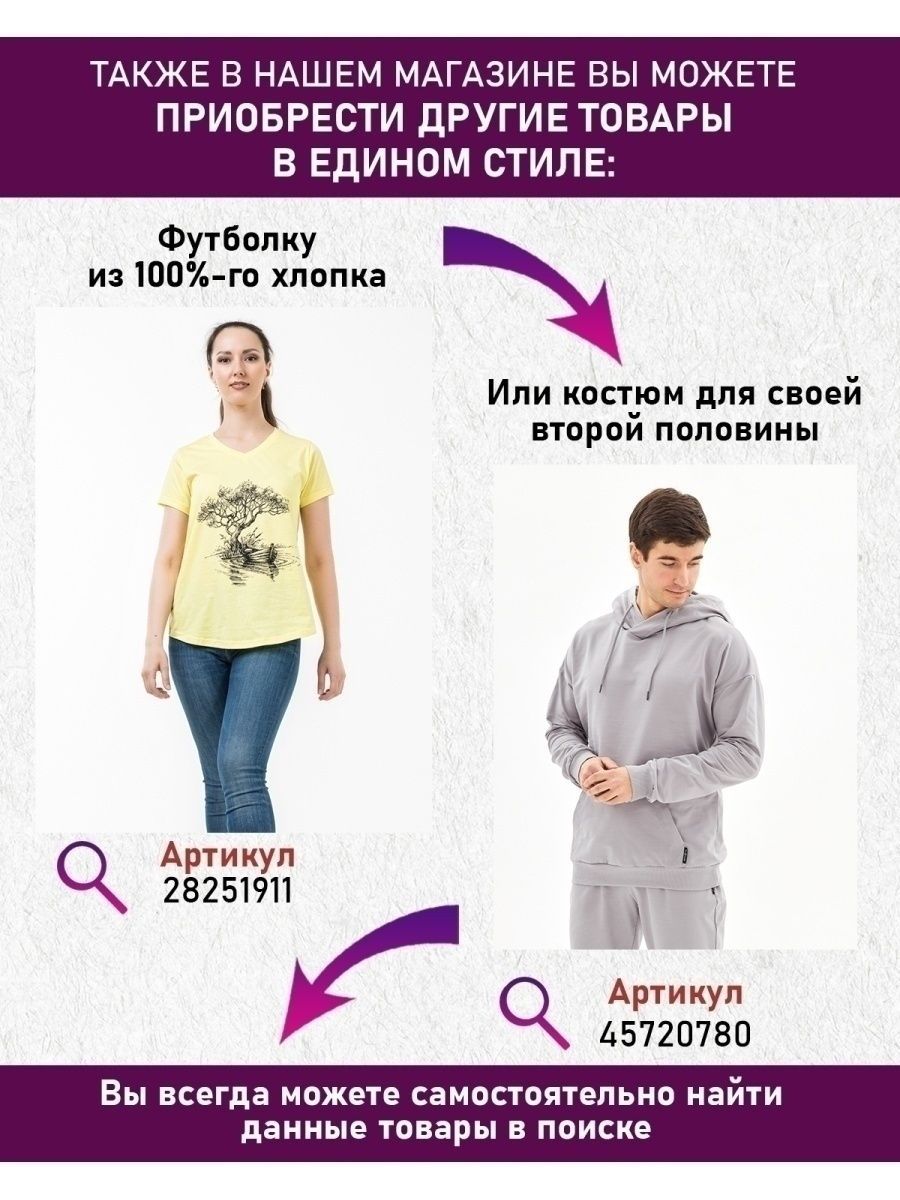 ТАКЖЕ В НАШЕМ МАГАЗИНЕ ВЫ МОЖЕТЕ
ПРИОБРЕСТИ ДРУГИЕ ТОВАРЫ
В ЕДИНОМ СТИЛЕ:
Футболку
из 100%-го хлопка
Или костюм для своей
второй половины
Артикул
28251911
Артикул
45720780
Вы всегда можете самостоятельно найти
данные товары в поиске